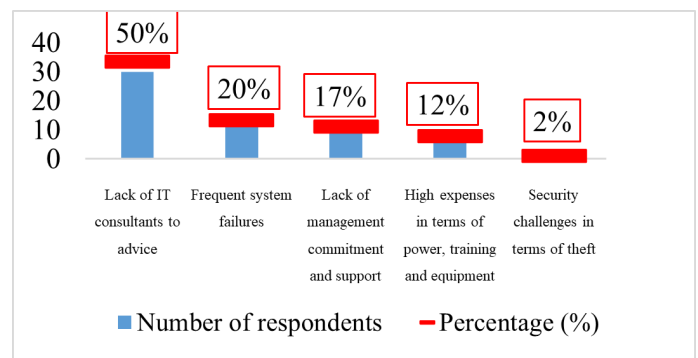 40
30
20
10
0
50%
20%
17%
12%
2%
Lack of IT
consultants to
advice
Frequent system
failures
Lack of
management
commitment
and support
High expenses
in terms of
power, training
and equipment
Security
challenges in
terms of theft
Number of respondents
Percentage (%)